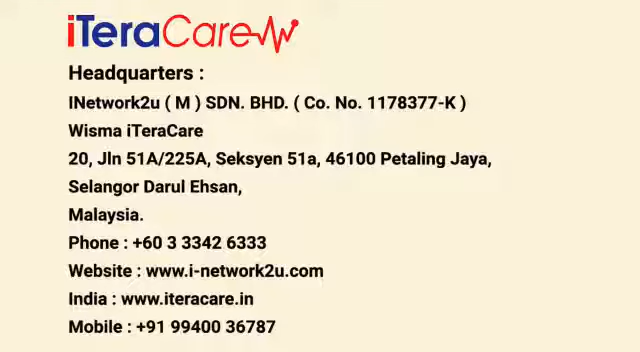 iTeraCare
Headquarters :
INetwork2u ( M ) SDN. BHD. ( Co. No. 1178377-K )
Wisma iTeraCare
20, Jln 51A/225A, Seksyen 51a, 46100 Petaling Jaya,
Selangor Darul Ehsan,
Malaysia.
Phone : +60 3 3342 6333
Website : www.i-network2u.com
India : www.iteracare.in
Mobile : +91 99400 36787